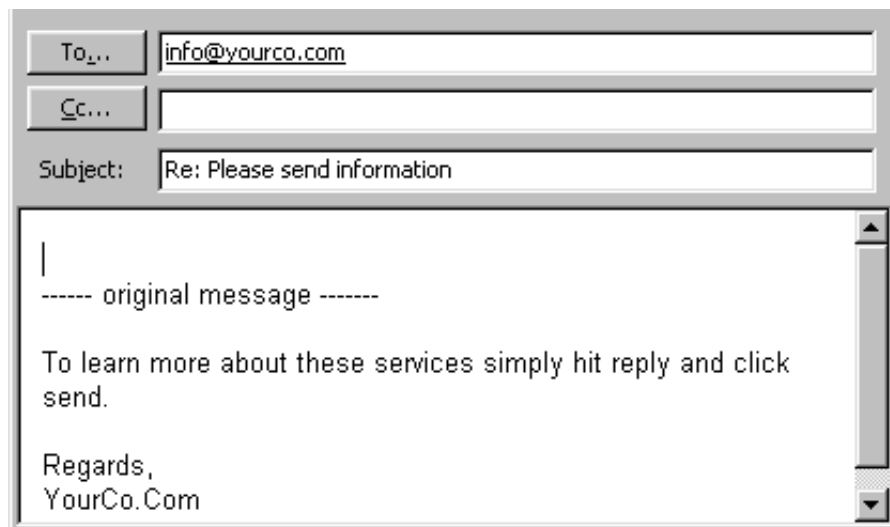 To... info@yourco.com
Cc...
Subject: Re: Please send information
------ original message -------
To learn more about these services simply hit reply and click
send.
Regards,
YourCo.Com